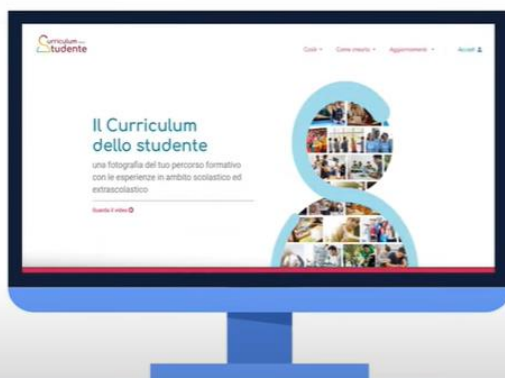 Curriculum
Studente
Cos'è
Come crearlo
Aggiornamenti
Accedi
Il Curriculum
dello studente
una fotografia del tuo percorso formativo
con le esperienze in ambito scolastico ed
extrascolastico
Guarda il video